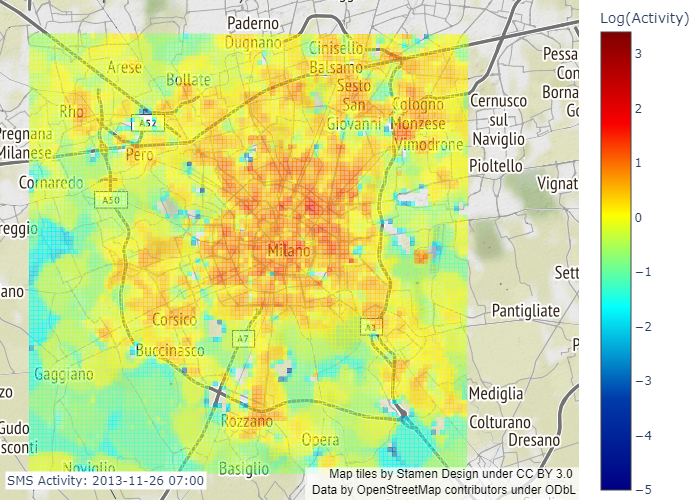 Paderno
Dugnano
Cinisello
Balsamo
Arese
Bollate
Sesto
San
Giovanni
Rho
A52
Cologno
Monzese
Vimodrone
Pregnana
Milanese
Pero
Cornaredo
A50
Milano
Corsico
A7
A1
Buccinasco
Gaggiano
Rozzano
Opera
Noviglio
Basiglio
Cernusco
sul
Naviglio
Pioltello
Pessa
Con
Borna
Go
Vignat
reggio
Sett
ano
Pantigliate
P
zo
Gudo
sconti
Mediglia
Colturano
Dresano
SMS Activity: 2013-11-26 07:00
Map tiles by Stamen Design under CC BY 3.0
Data by OpenStreetMap contributors under ODbL
Log(Activity)
3
2
1
0
−1
−2
−3
−4
−5